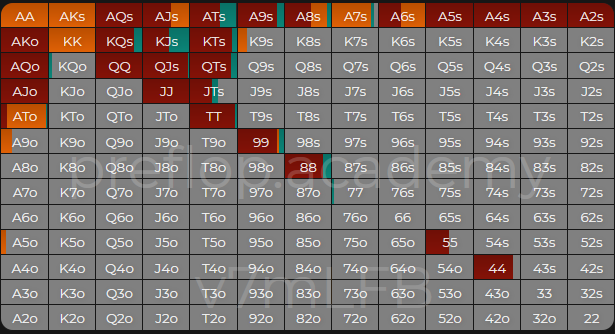 AA AKs AQs AJs ATs A9s A8s A7s A6s A5s A4s A3s A2s
AKo KK KQs KJs KTs K9s K8s K7s K6s K5s K4s K3s K2s
AQo KQo QQ QJs QTs Q9s Q8s Q7s Q6s Q5s Q4s Q3s Q2s
AJo KJo QJo JJ JTs J9s J8s J7s J6s J5s J4s J3s J2s
ATo KTo QTo JTo TT T9s T8s T7s T6s T5s T4s T3s T2s
A9o K9o Q9o J9o T9o 99 98s 97s 96s 95s 94s 93s 92s
A8o K8o Q8o J8o T8o 98o 88 87s 86s 85s 84s 83s 82s
preflop.academy
A7o K7o Q7o J7o T7o 97o 87o 77 76s 75s 74s 73s 72s
A6o K6o Q6o J6o T6o 96o 86o 76o 66 65s 64s 63s 62s
A5o K5o Q5o J5o T5o 95o 85o 75o 65o 55 54s 53s 52s
A4o K4o Q4o J4o T4o 94o 84o 74o 64o 54o 44 43s 42s
v7mLFB
A3o K3o Q3o J3o T3o 93o 83o 73o 63o 53o 43o 33 32s
A2o K2o Q2o J2o T2o 92o 82o 72o 62o 52o 42o 32o 22